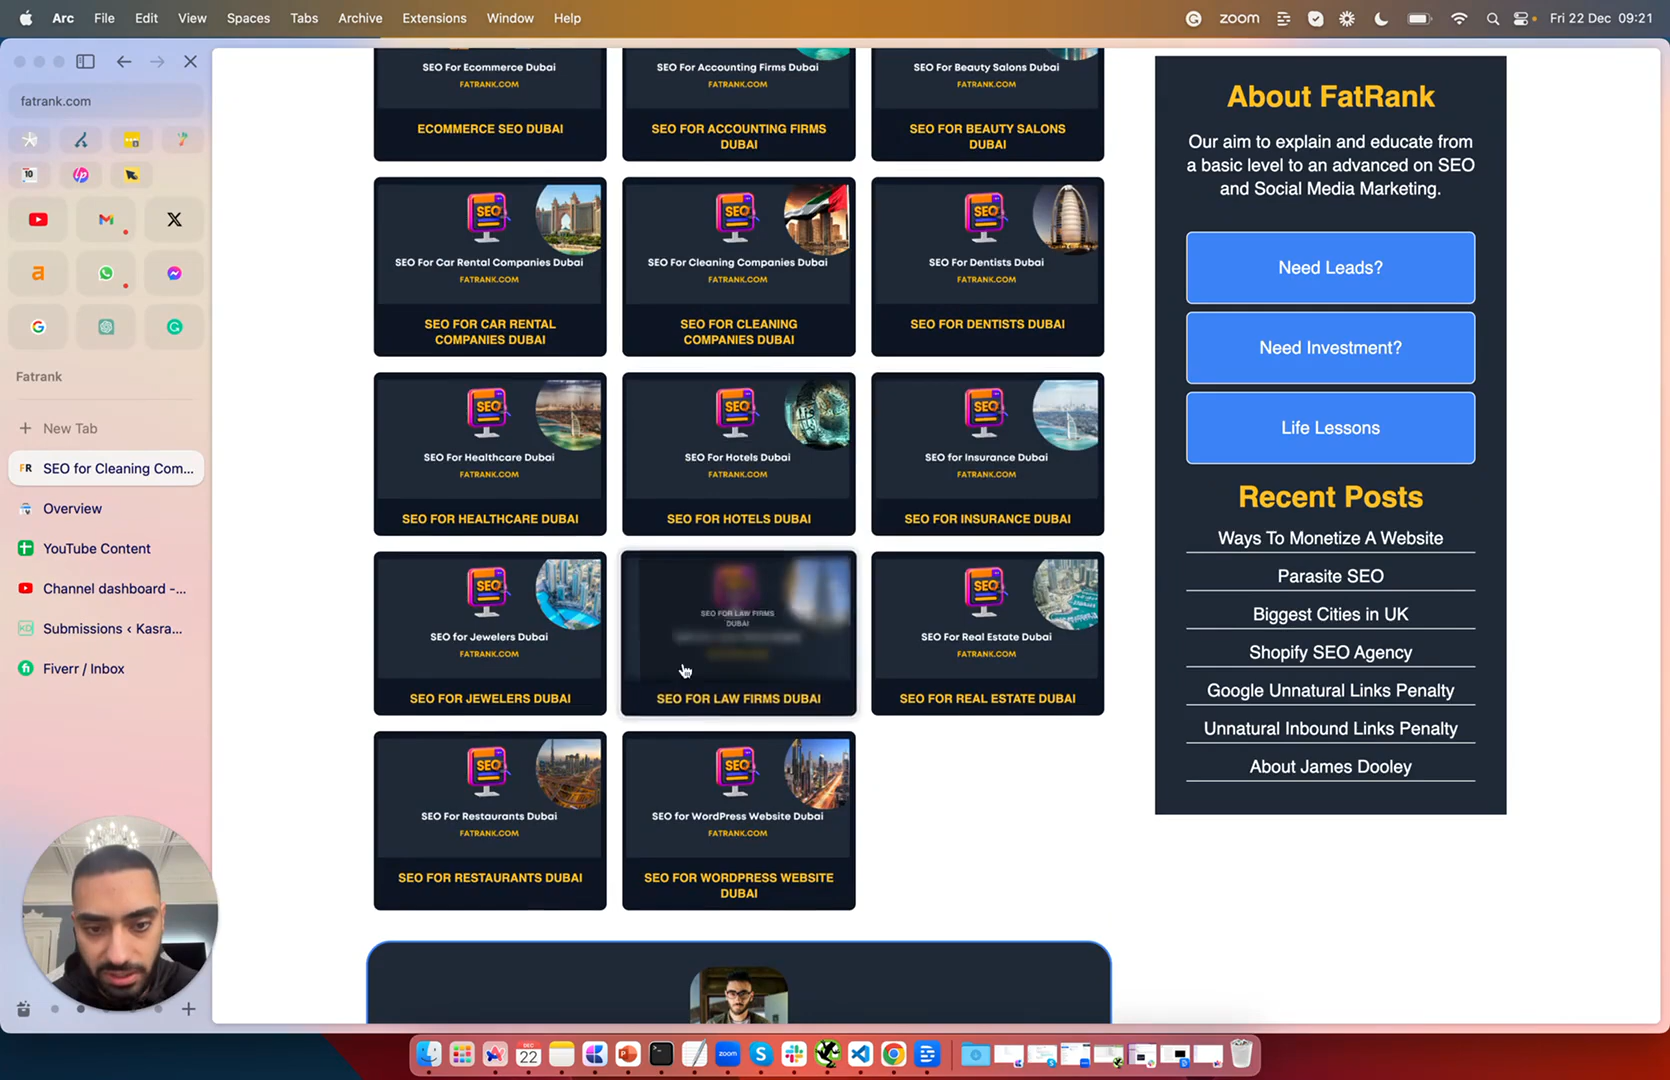 Arc File Edit View Spaces Tabs Archive Extensions Window Help
zoom Fri 22 Dec 09:21
fatrank.com
10
Fatrank
New Tab
FR SEO for Cleaning Com...
Overview
YouTube Content
Channel dashboard -...
KD Submissions ‹ Kasra...
Fiverr / Inbox
SEO For Ecommerce Dubai
FATRANK.COM
ECOMMERCE SEO DUBAI
SEO For Accounting Firms Dubai
FATRANK.COM
SEO FOR ACCOUNTING FIRMS
DUBAI
SEO For Beauty Salons Dubai
FATRANK.COM
SEO FOR BEAUTY SALONS
DUBAI
SEO
SEO For Car Rental Companies Dubai
FATRANK.COM
SEO FOR CAR RENTAL
COMPANIES DUBAI
SEO
SEO For Cleaning Companies Dubai
FATRANK.COM
SEO FOR CLEANING
COMPANIES DUBAI
SEO
SEO For Dentists Dubai
FATRANK.COM
SEO FOR DENTISTS DUBAI
SEO
SEO For Healthcare Dubai
FATRANK.COM
SEO FOR HEALTHCARE DUBAI
SEO
SEO For Hotels Dubai
FATRANK.COM
SEO FOR HOTELS DUBAI
SEO
SEO for Insurance Dubai
FATRANK.COM
SEO FOR INSURANCE DUBAI
SEO
SEO for Jewelers Dubai
FATRANK.COM
SEO FOR JEWELERS DUBAI
SEO FOR LAW FIRMS
DUBAI
SEO FOR LAW FIRMS DUBAI
SEO
SEO For Real Estate Dubai
FATRANK.COM
SEO FOR REAL ESTATE DUBAI
SEO
SEO For Restaurants Dubai
FATRANK.COM
SEO FOR RESTAURANTS DUBAI
SEO
SEO for WordPress Website Dubai
FATRANK.COM
SEO FOR WORDPRESS WEBSITE
DUBAI
About FatRank
Our aim to explain and educate from
a basic level to an advanced on SEO
and Social Media Marketing.
Need Leads?
Need Investment?
Life Lessons
Recent Posts
Ways To Monetize A Website
Parasite SEO
Biggest Cities in UK
Shopify SEO Agency
Google Unnatural Links Penalty
Unnatural Inbound Links Penalty
About James Dooley
DEC
22
zoom